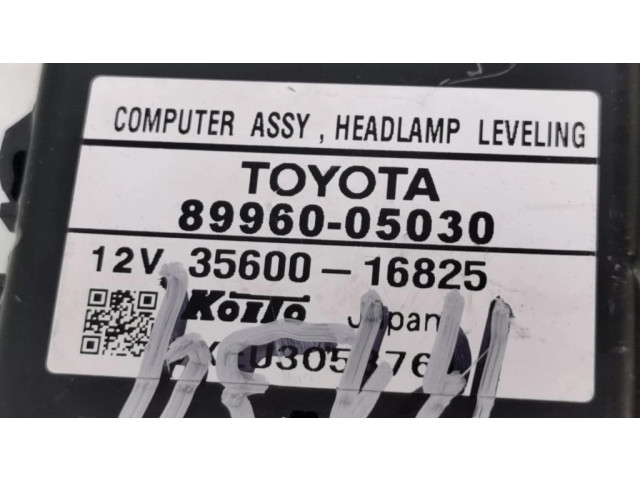 COMPUTER ASSY, HEADLAMP LEVELING
TOYOTA
89960-05030
12V 35600-16825
Koito Japan